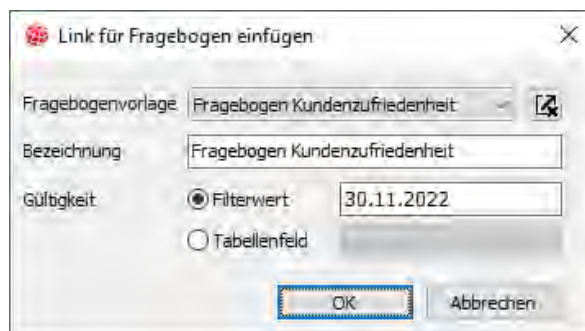 Link für Fragebogen einfügen
Fragebogenvorlage Fragebogen Kundenzufriedenheit
Bezeichnung Fragebogen Kundenzufriedenheit
Gültigkeit Filterwert 30.11.2022
Tabellenfeld
OK Abbrechen